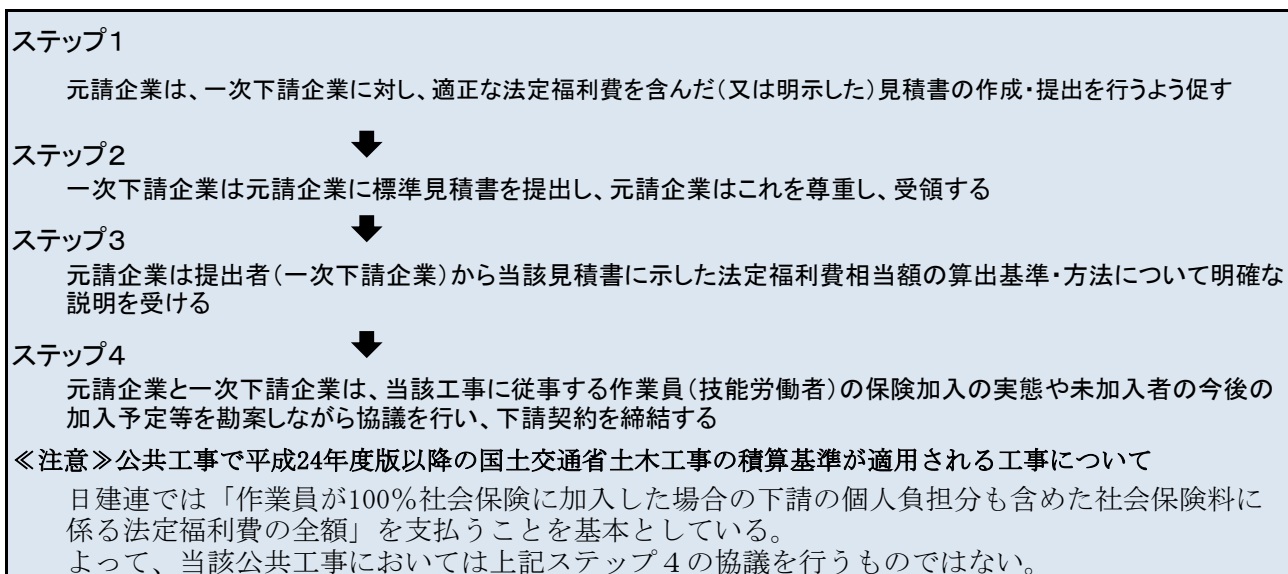 ステップ1
元請企業は、一次下請企業に対し、適正な法定福利費を含んだ（又は明示した）見積書の作成・提出を行うよう促す
ステップ2
一次下請企業は元請企業に標準見積書を提出し、元請企業はこれを尊重し、受領する
ステップ3
元請企業は提出者（一次下請企業）から当該見積書に示した法定福利費相当額の算出基準・方法について明確な
説明を受ける
ステップ4
元請企業と一次下請企業は、当該工事に従事する作業員（技能労働者）の保険加入の実態や未加入者の今後の
加入予定等を勘案しながら協議を行い、下請契約を締結する
≪注意≫公共工事で平成24年度版以降の国土交通省土木工事の積算基準が適用される工事について
日建連では「作業員が100％社会保険に加入した場合の下請の個人負担分も含めた社会保険料に
係る法定福利費の全額」を支払うことを基本としている。
よって、当該公共工事においては上記ステップ４の協議を行うものではない。